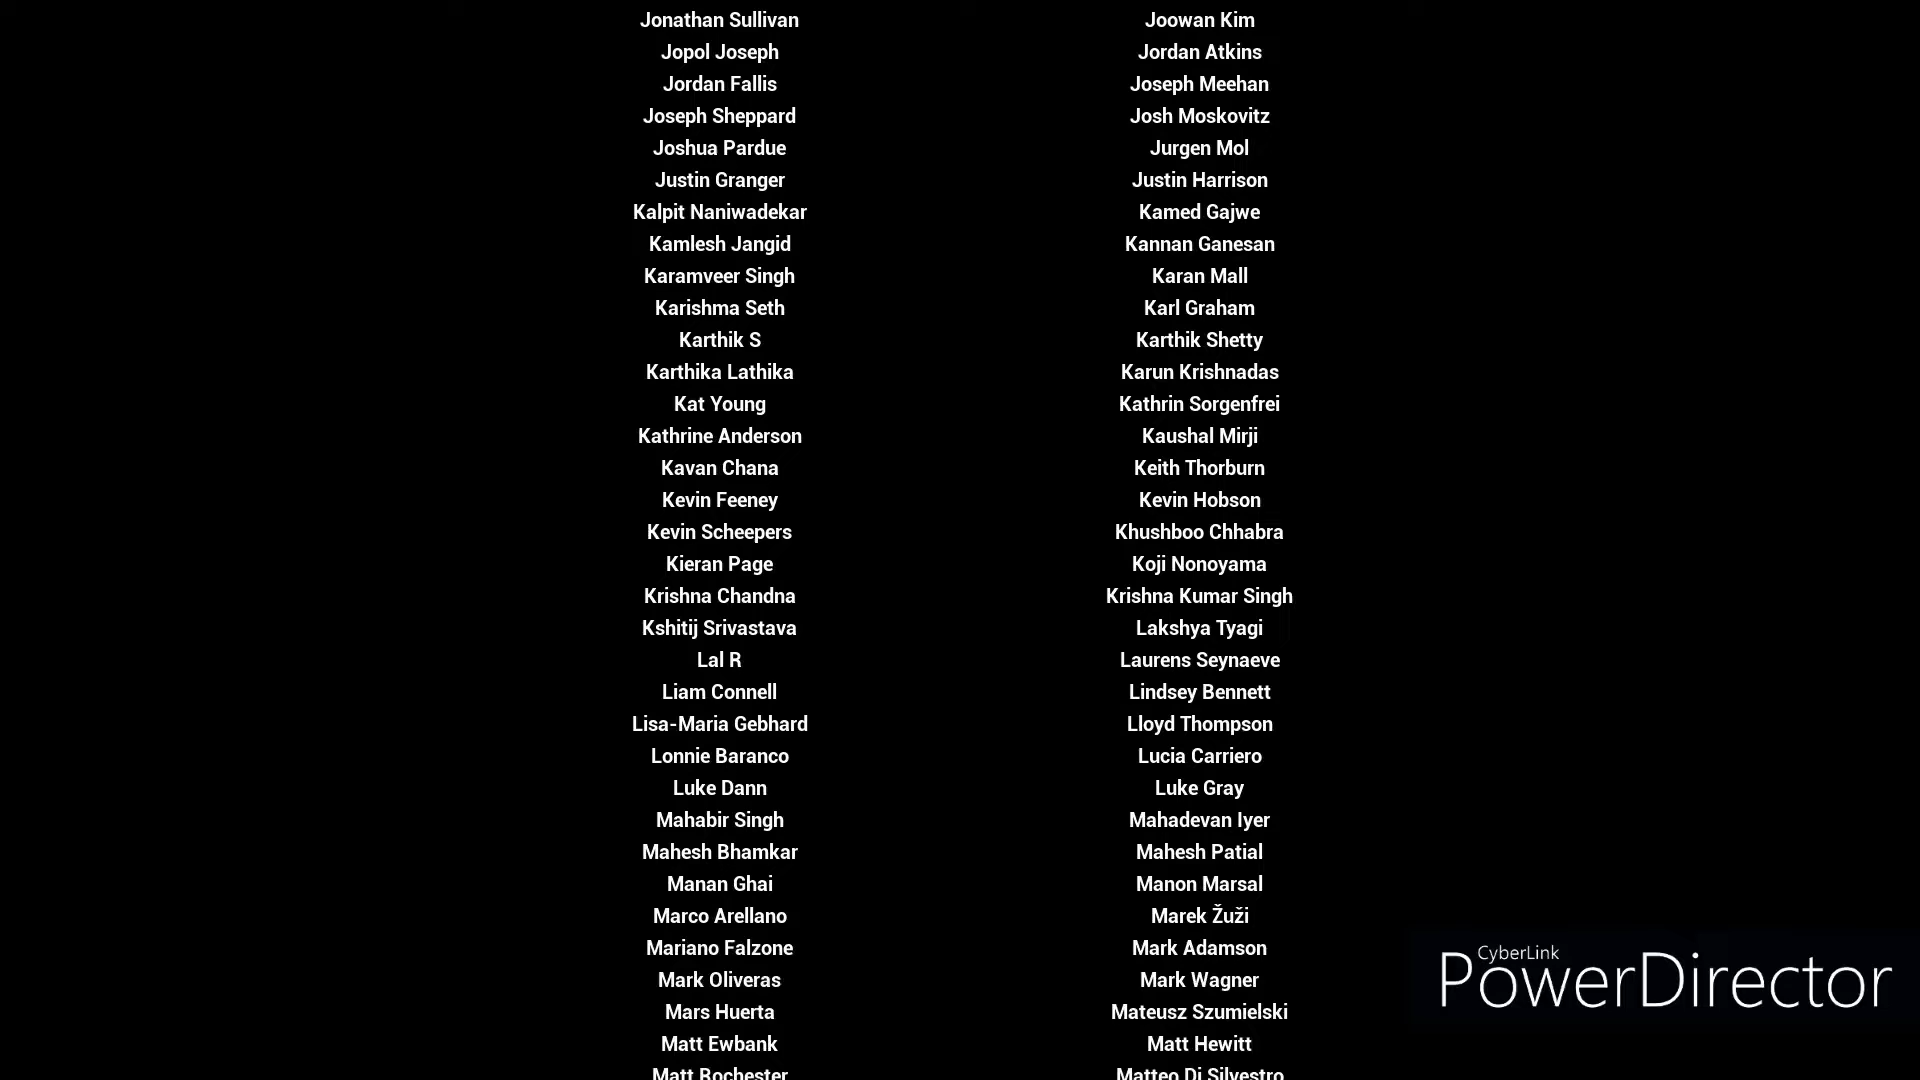 Jonathan Sullivan Joowan Kim
Jopol Joseph Jordan Atkins
Jordan Fallis Joseph Meehan
Joseph Sheppard Josh Moskovitz
Joshua Pardue Jurgen Mol
Justin Granger Justin Harrison
Kalpit Naniwadekar Kamed Gajwe
Kamlesh Jangid Kannan Ganesan
Karamveer Singh Karan Mall
Karishma Seth Karl Graham
Karthik S Karthik Shetty
Karthika Lathika Karun Krishnadas
Kat Young Kathrin Sorgenfrei
Kathrine Anderson Kaushal Mirji
Kavan Chana Keith Thorburn
Kevin Feeney Kevin Hobson
Kevin Scheepers Khushboo Chhabra
Kieran Page Koji Nonoyama
Krishna Chandna Krishna Kumar Singh
Kshitij Srivastava Lakshya Tyagi
Lal R Laurens Seynaeve
Liam Connell Lindsey Bennett
Lisa-Maria Gebhard Lloyd Thompson
Lonnie Baranco Lucia Carriero
Luke Dann Luke Gray
Mahabir Singh Mahadevan Iyer
Mahesh Bhamkar Mahesh Patial
Manan Ghai Manon Marsal
Marco Arellano Marek Žuži
Mariano Falzone Mark Adamson
Mark Oliveras Mark Wagner
Mars Huerta Mateusz Szumielski
Matt Ewbank Matt Hewitt
Matt Rochester Matteo Di Silvestro
CyberLink
PowerDirector